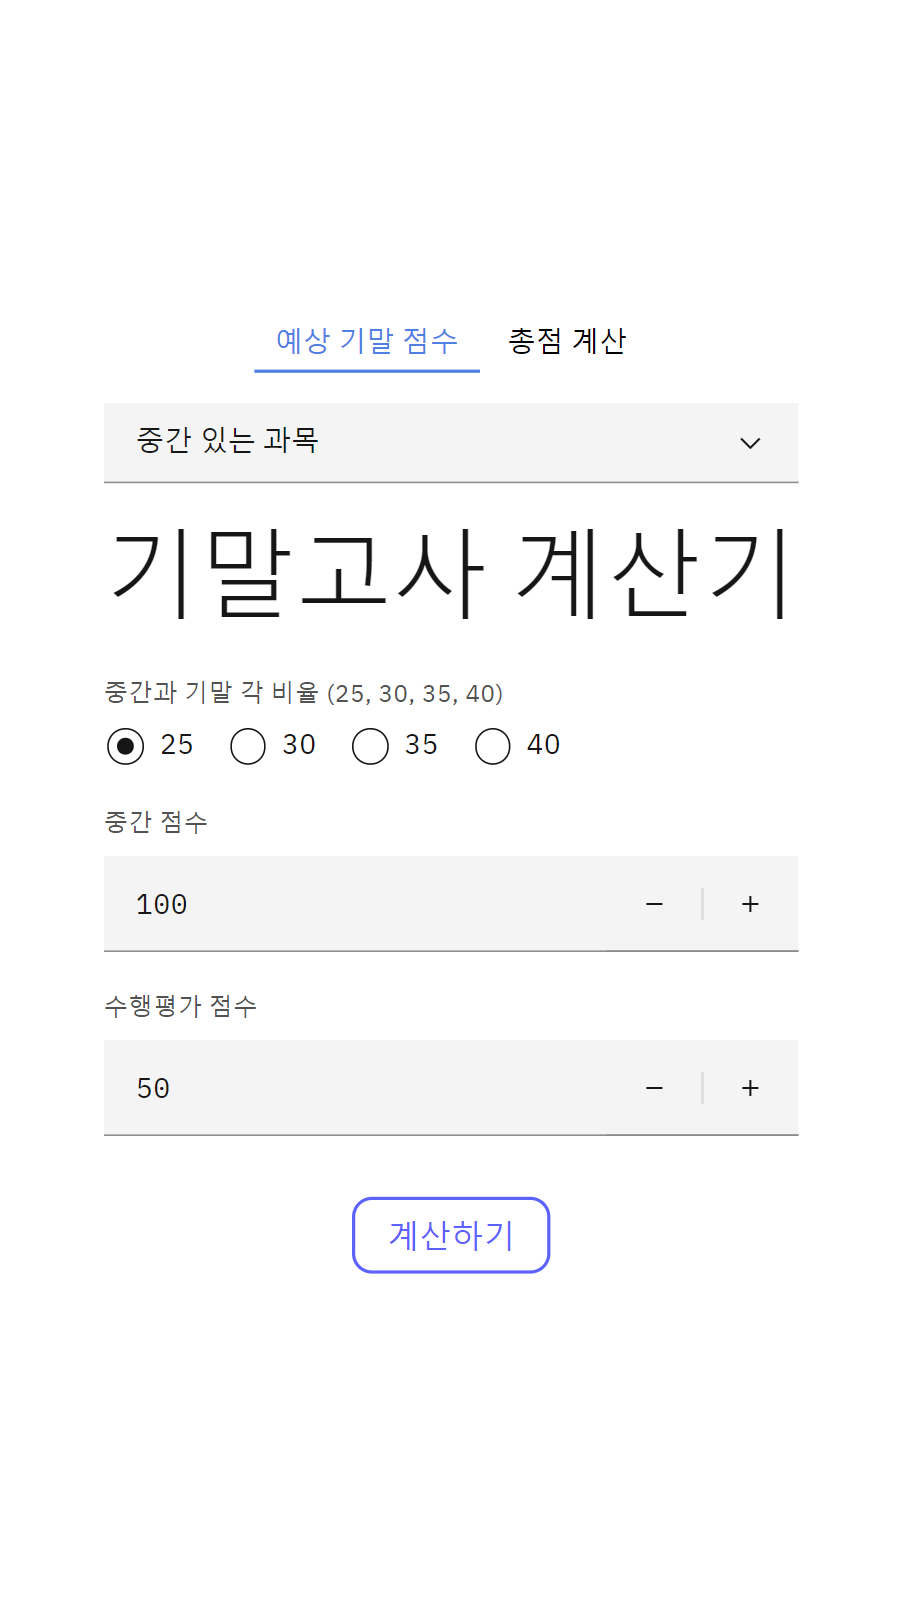 예상 기말 점수 총점 계산
중간 있는 과목
기말고사 계산기
중간과 기말 각 비율 (25, 30, 35, 40)
25 30 35 40
중간 점수
100
수행평가 점수
50
계산하기